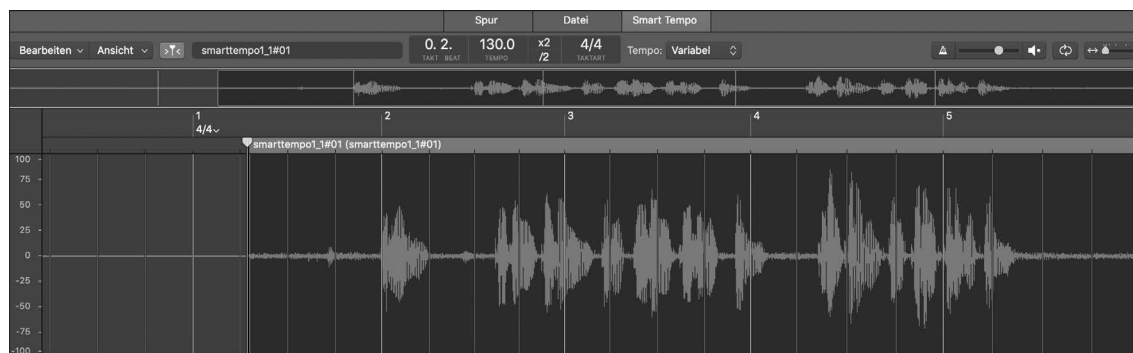 Spur Datei Smart Tempo
Bearbeiten Ansicht smarttempo1_1#01 0. 2. 130.0 x2 4/4 Tempo: Variabel
TAKT BEAT TEMPO /2 TAKTART
1 2 3 4 5
4/4
smarttempo1_1#01 (smarttempo1_1#01)
100
75
50
25
0
-25
-50
-75
-100